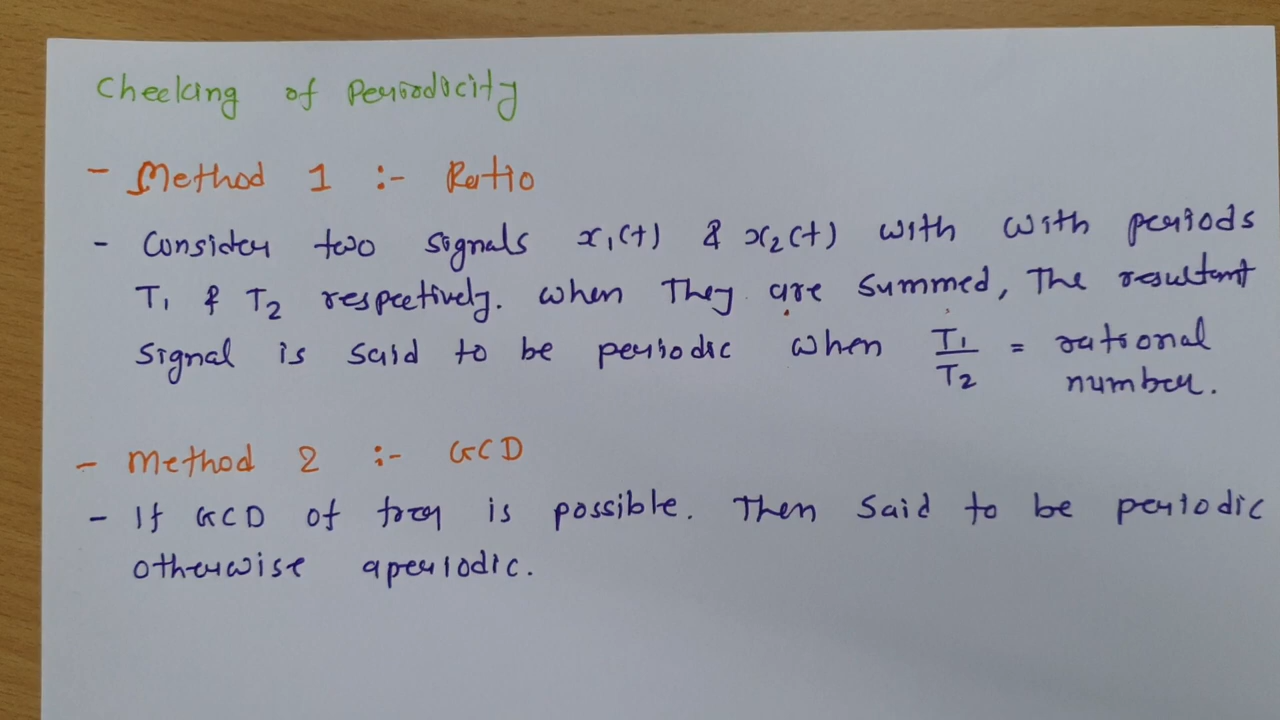 Checking of Periodicity
- Method 1 :- Ratio
- Consider two signals x₁(t) & x₂(t) with with periods
T₁ & T₂ respectively. When They are summed, The resultant
signal is said to be periodic when T₁/T₂ = rational
number.
- Method 2 :- GCD
- If GCD of freq is possible. Then said to be periodic
otherwise aperiodic.